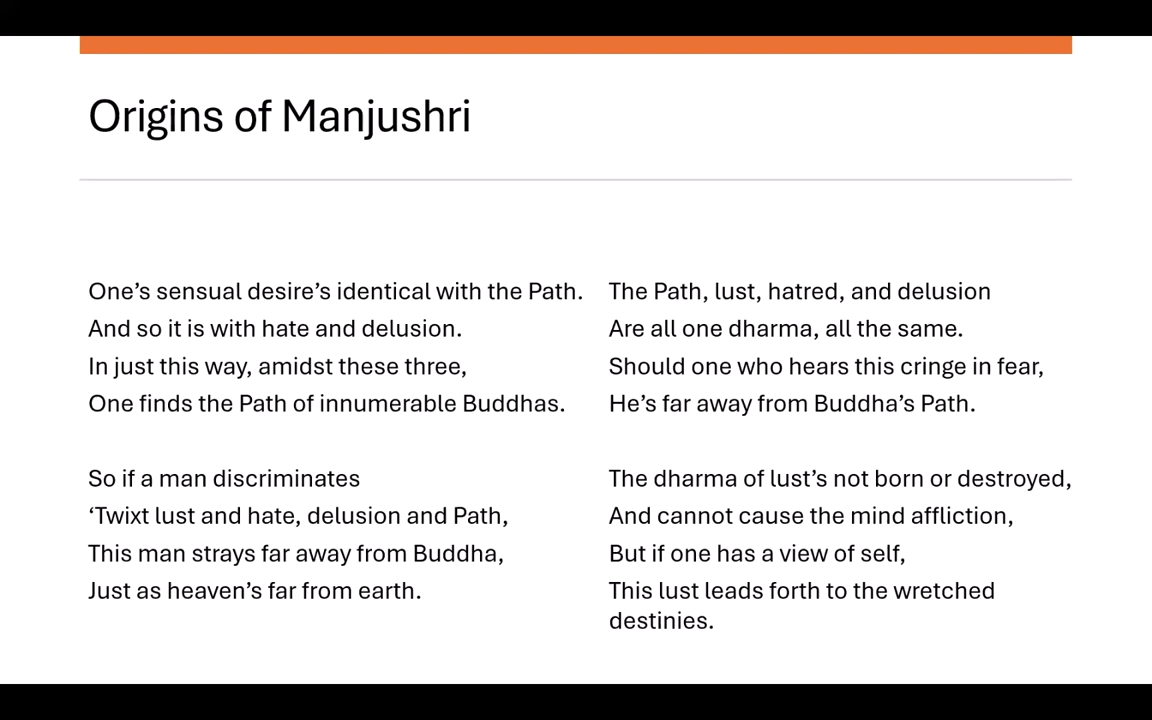 Origins of Manjushri
One’s sensual desire’s identical with the Path.
And so it is with hate and delusion.
In just this way, amidst these three,
One finds the Path of innumerable Buddhas.
So if a man discriminates
‘Twixt lust and hate, delusion and Path,
This man strays far away from Buddha,
Just as heaven’s far from earth.
The Path, lust, hatred, and delusion
Are all one dharma, all the same.
Should one who hears this cringe in fear,
He’s far away from Buddha’s Path.
The dharma of lust’s not born or destroyed,
And cannot cause the mind affliction,
But if one has a view of self,
This lust leads forth to the wretched
destinies.